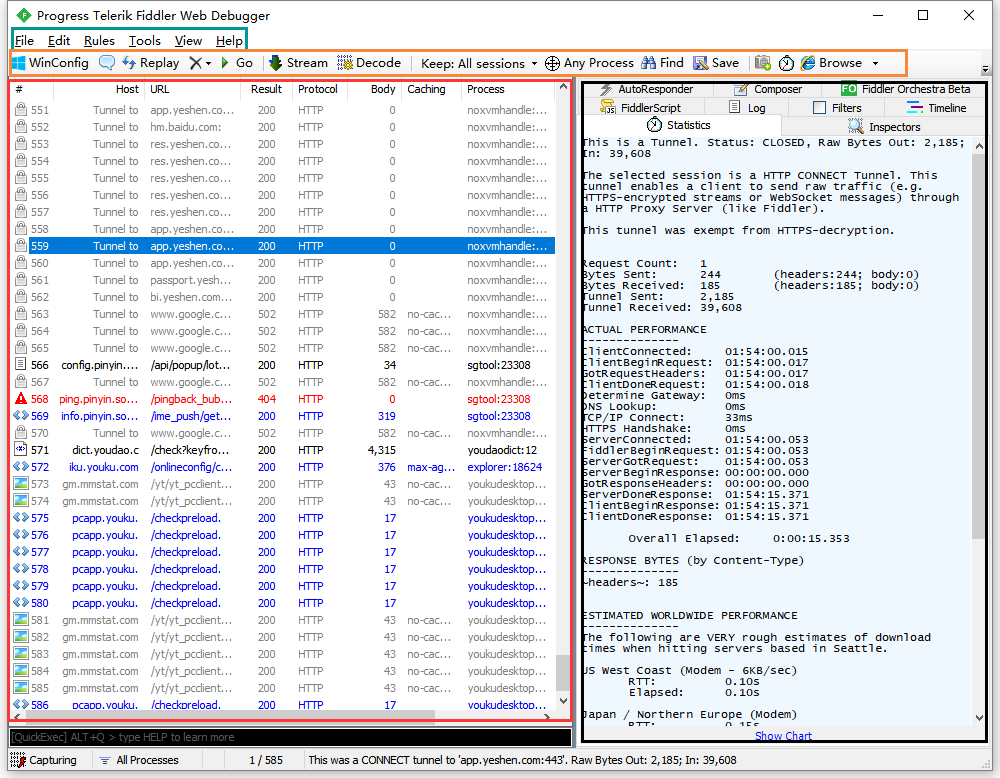 Progress Telerik Fiddler Web Debugger
File Edit Rules Tools View Help
WinConfig Replay Go Stream Decode Keep: All sessions Any Process Find Save Browse
# Host URL Result Protocol Body Caching Process
551 Tunnel to app.yeshen.co... 200 HTTP 0 noxvmhandle:...
552 Tunnel to hm.baidu.com: 200 HTTP 0 noxvmhandle:...
553 Tunnel to res.yeshen.co... 200 HTTP 0 noxvmhandle:...
554 Tunnel to res.yeshen.co... 200 HTTP 0 noxvmhandle:...
555 Tunnel to res.yeshen.co... 200 HTTP 0 noxvmhandle:...
556 Tunnel to res.yeshen.co... 200 HTTP 0 noxvmhandle:...
557 Tunnel to res.yeshen.co... 200 HTTP 0 noxvmhandle:...
558 Tunnel to app.yeshen.co... 200 HTTP 0 noxvmhandle:...
559 Tunnel to app.yeshen.co... 200 HTTP 0 noxvmhandle:...
560 Tunnel to app.yeshen.co... 200 HTTP 0 noxvmhandle:...
561 Tunnel to passport.yesh... 200 HTTP 0 noxvmhandle:...
562 Tunnel to bi.yeshen.com... 200 HTTP 0 noxvmhandle:...
563 Tunnel to www.google.c... 502 HTTP 582 no-cac... noxvmhandle:...
564 Tunnel to www.google.c... 502 HTTP 582 no-cac... noxvmhandle:...
565 Tunnel to www.google.c... 502 HTTP 582 no-cac... noxvmhandle:...
566 config.pinyin.... /api/popup/lot... 200 HTTP 34 sgtool:23308
567 Tunnel to www.google.c... 502 HTTP 582 no-cac... noxvmhandle:...
568 ping.pinyin.so... /pingback_bub... 404 HTTP 0 sgtool:23308
569 info.pinyin.so... /ime_push/get... 200 HTTP 319 sgtool:23308
570 Tunnel to www.google.c... 502 HTTP 582 no-cac... noxvmhandle:...
571 dict.youdao.c... /check?keyfro... 200 HTTP 4,315 youdaodict:12
572 iku.youku.com /onlineconfig/c... 200 HTTP 376 max-ag... explorer:18624
573 gm.mmstat.com /yt/yt_pcclient... 200 HTTP 43 no-cac... youkudesktop...
574 gm.mmstat.com /yt/yt_pcclient... 200 HTTP 43 no-cac... youkudesktop...
575 pcapp.youku. /checkpreload. 200 HTTP 17 youkudesktop...
576 pcapp.youku. /checkpreload. 200 HTTP 17 youkudesktop...
577 pcapp.youku. /checkpreload. 200 HTTP 17 youkudesktop...
578 pcapp.youku. /checkpreload. 200 HTTP 17 youkudesktop...
579 pcapp.youku. /checkpreload. 200 HTTP 17 youkudesktop...
580 pcapp.youku. /checkpreload. 200 HTTP 17 youkudesktop...
581 gm.mmstat.com /yt/yt_pcclient... 200 HTTP 43 no-cac... youkudesktop...
582 gm.mmstat.com /yt/yt_pcclient... 200 HTTP 43 no-cac... youkudesktop...
583 gm.mmstat.com /yt/yt_pcclient... 200 HTTP 43 no-cac... youkudesktop...
584 gm.mmstat.com /yt/yt_pcclient... 200 HTTP 43 no-cac... youkudesktop...
585 gm.mmstat.com /yt/yt_pcclient... 200 HTTP 43 no-cac... youkudesktop...
586 pcapp.youku. /checkpreload. 200 HTTP 17 youkudesktop...
[QuickExec] ALT+Q > type HELP to learn more
AutoResponder Composer FO Fiddler Orchestra Beta
FiddlerScript Log Filters Timeline
Statistics Inspectors
This is a Tunnel. Status: CLOSED, Raw Bytes Out: 2,185;
In: 39,608
The selected session is a HTTP CONNECT Tunnel. This
tunnel enables a client to send raw traffic (e.g.
HTTPS-encrypted streams or WebSocket messages) through
a HTTP Proxy Server (like Fiddler).
This tunnel was exempt from HTTPS-decryption.
Request Count: 1
Bytes Sent: 244 (headers:244; body:0)
Bytes Received: 185 (headers:185; body:0)
Tunnel Sent: 2,185
Tunnel Received: 39,608
ACTUAL PERFORMANCE
--------------
ClientConnected: 01:54:00.015
ClientBeginRequest: 01:54:00.017
GotRequestHeaders: 01:54:00.017
ClientDoneRequest: 01:54:00.018
Determine Gateway: 0ms
DNS Lookup: 0ms
TCP/IP Connect: 33ms
HTTPS Handshake: 0ms
ServerConnected: 01:54:00.053
FiddlerBeginRequest: 01:54:00.053
ServerGotRequest: 01:54:00.053
ServerBeginResponse: 00:00:00.000
GotResponseHeaders: 00:00:00.000
ServerDoneResponse: 01:54:15.371
ClientBeginResponse: 01:54:15.371
ClientDoneResponse: 01:54:15.371
Overall Elapsed: 0:00:15.353
RESPONSE BYTES (by Content-Type)
--------------
~headers~: 185
ESTIMATED WORLDWIDE PERFORMANCE
--------------
The following are VERY rough estimates of download
times when hitting servers based in Seattle.
US West Coast (Modem - 6KB/sec)
RTT: 0.10s
Elapsed: 0.10s
Japan / Northern Europe (Modem)
RTT: 0.15s
Show Chart
Capturing All Processes 1 / 585 This was a CONNECT tunnel to 'app.yeshen.com:443'. Raw Bytes Out: 2,185; In: 39,608